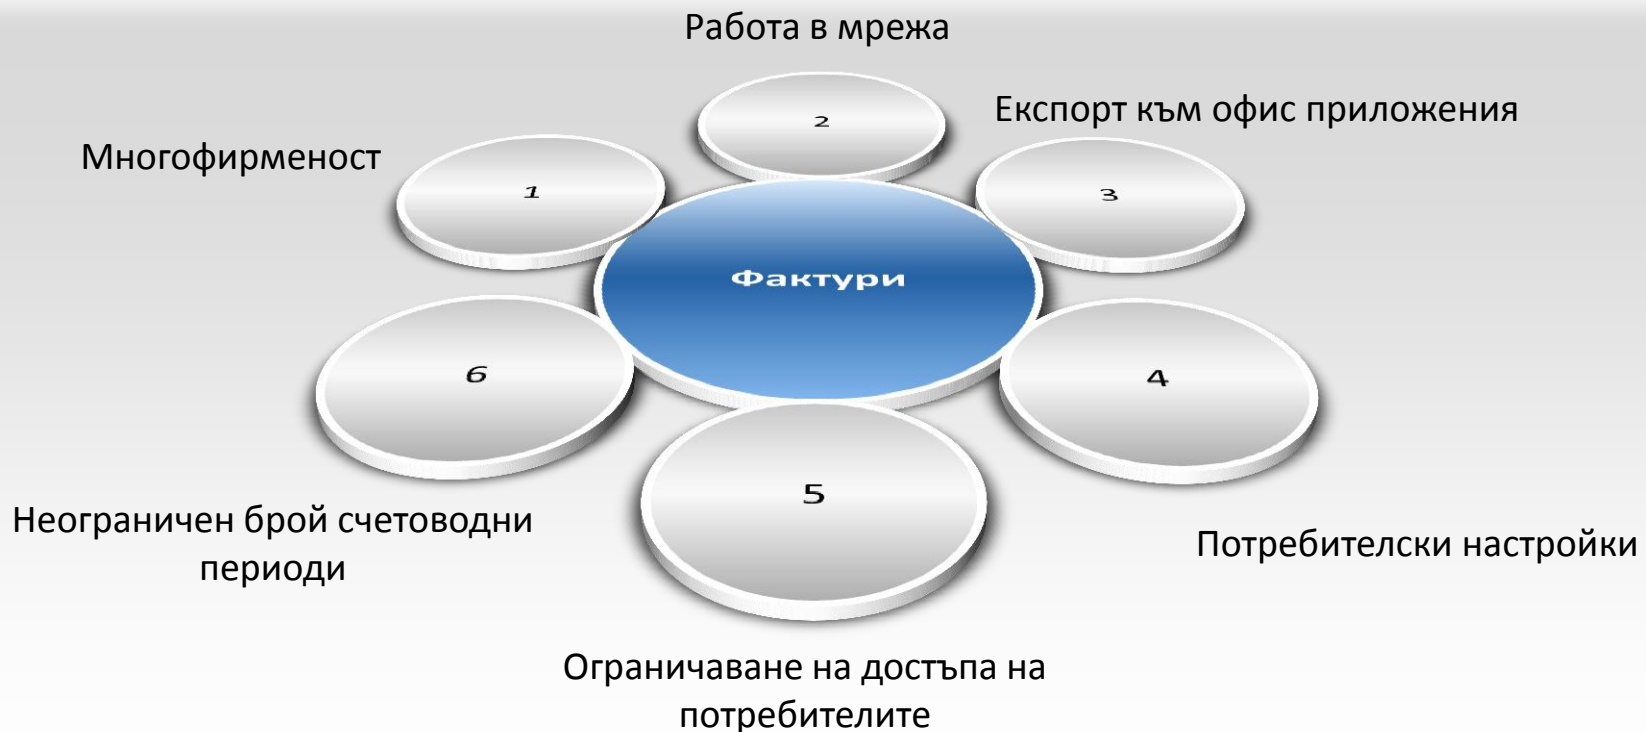 Работа в мрежа
2
Експорт към офис приложения
3
Многофирменост
1
Фактури
6
4
5
Неограничен брой счетоводни
периоди
Потребителски настройки
Ограничаване на достъпа на
потребителите